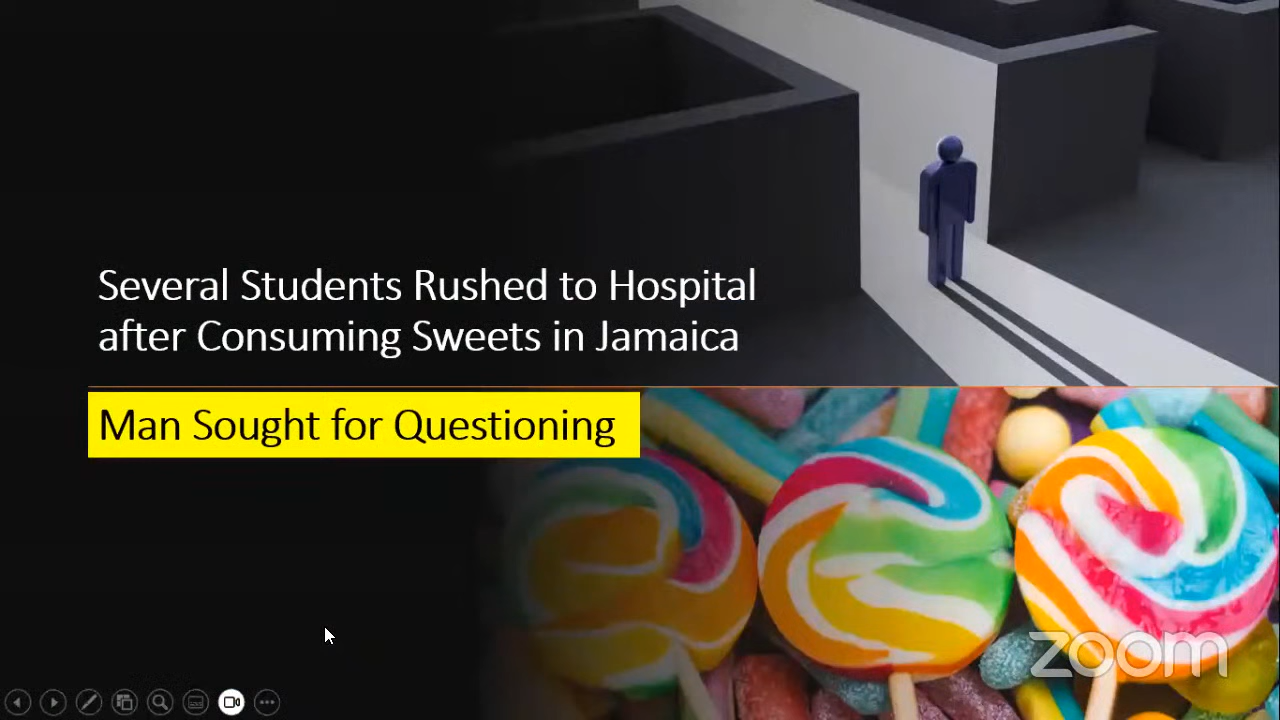 Several Students Rushed to Hospital
after Consuming Sweets in Jamaica
Man Sought for Questioning
zoom